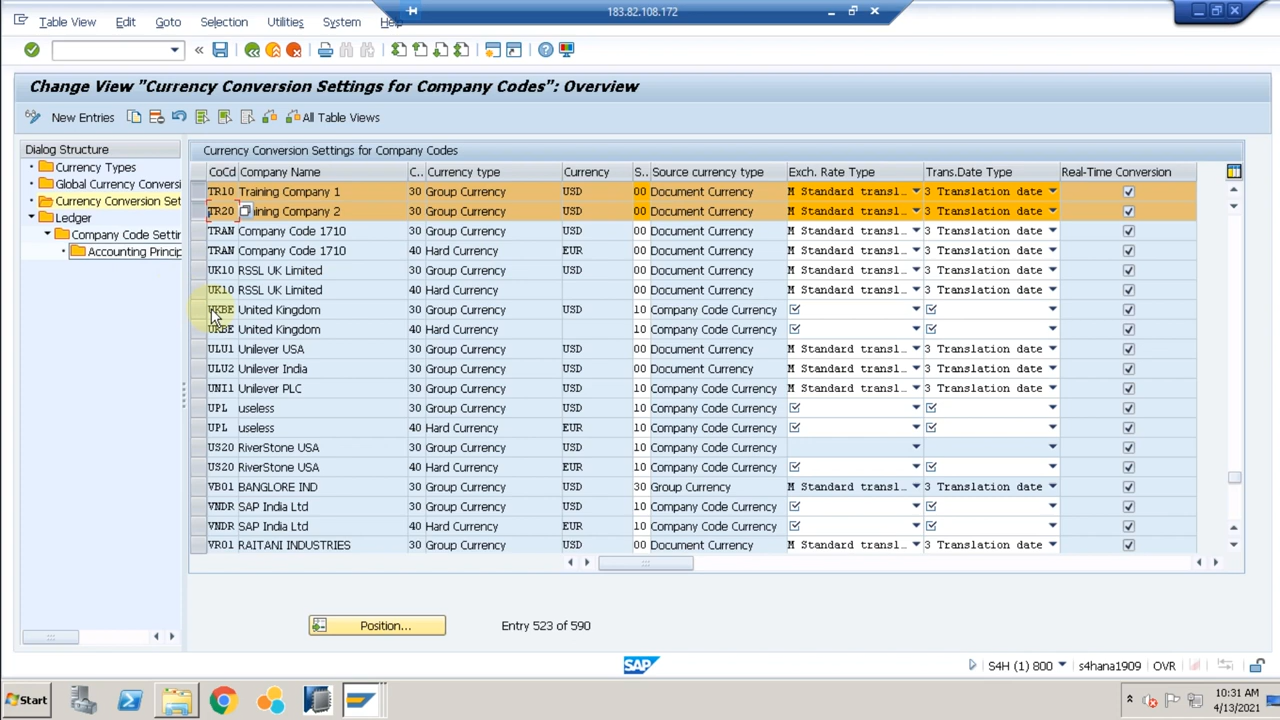 183.82.108.172
Table View Edit Goto Selection Utilities System Help
Change View "Currency Conversion Settings for Company Codes": Overview
New Entries All Table Views
Dialog Structure
Currency Types
Global Currency Conversi
Currency Conversion Set
Ledger
Company Code Settin
Accounting Princip
Currency Conversion Settings for Company Codes
CoCd Company Name C.. Currency type Currency S.. Source currency type Exch. Rate Type Trans.Date Type Real-Time Conversion
TR10 Training Company 1 30 Group Currency USD 00 Document Currency M Standard transl… 3 Translation date
TR20 ining Company 2 30 Group Currency USD 00 Document Currency M Standard transl… 3 Translation date
TRAN Company Code 1710 30 Group Currency USD 00 Document Currency M Standard transl… 3 Translation date
TRAN Company Code 1710 40 Hard Currency EUR 00 Document Currency M Standard transl… 3 Translation date
UK10 RSSL UK Limited 30 Group Currency USD 00 Document Currency M Standard transl… 3 Translation date
UK10 RSSL UK Limited 40 Hard Currency 00 Document Currency M Standard transl… 3 Translation date
UKBE United Kingdom 30 Group Currency USD 10 Company Code Currency
UKBE United Kingdom 40 Hard Currency 10 Company Code Currency
ULU1 Unilever USA 30 Group Currency USD 00 Document Currency M Standard transl… 3 Translation date
ULU2 Unilever India 30 Group Currency USD 00 Document Currency M Standard transl… 3 Translation date
UNI1 Unilever PLC 30 Group Currency USD 10 Company Code Currency M Standard transl… 3 Translation date
UPL useless 30 Group Currency USD 10 Company Code Currency
UPL useless 40 Hard Currency EUR 10 Company Code Currency
US20 RiverStone USA 30 Group Currency USD 10 Company Code Currency
US20 RiverStone USA 40 Hard Currency EUR 10 Company Code Currency
VB01 BANGLORE IND 30 Group Currency USD 30 Group Currency M Standard transl… 3 Translation date
VNDR SAP India Ltd 30 Group Currency USD 10 Company Code Currency
VNDR SAP India Ltd 40 Hard Currency EUR 10 Company Code Currency
VR01 RAITANI INDUSTRIES 30 Group Currency USD 00 Document Currency M Standard transl… 3 Translation date
Position... Entry 523 of 590
SAP S4H (1) 800 s4hana1909 OVR
Start 10:31 AM
4/13/2021